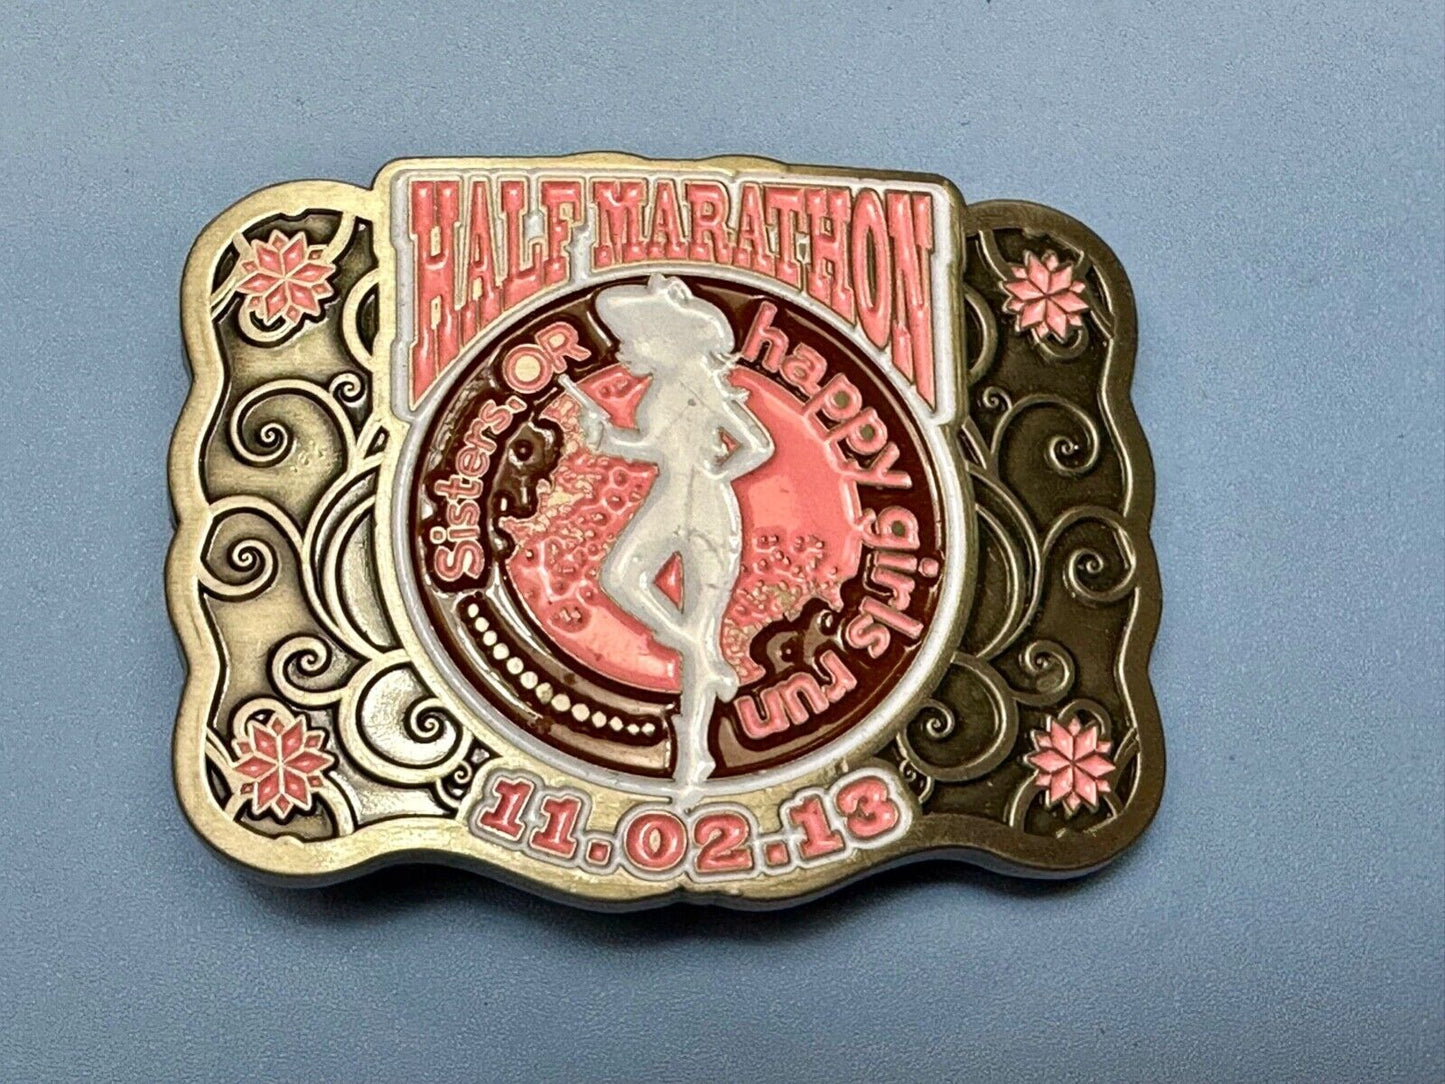 HALF MARATHON
Sisters, OR
happy girls run
11.02.13